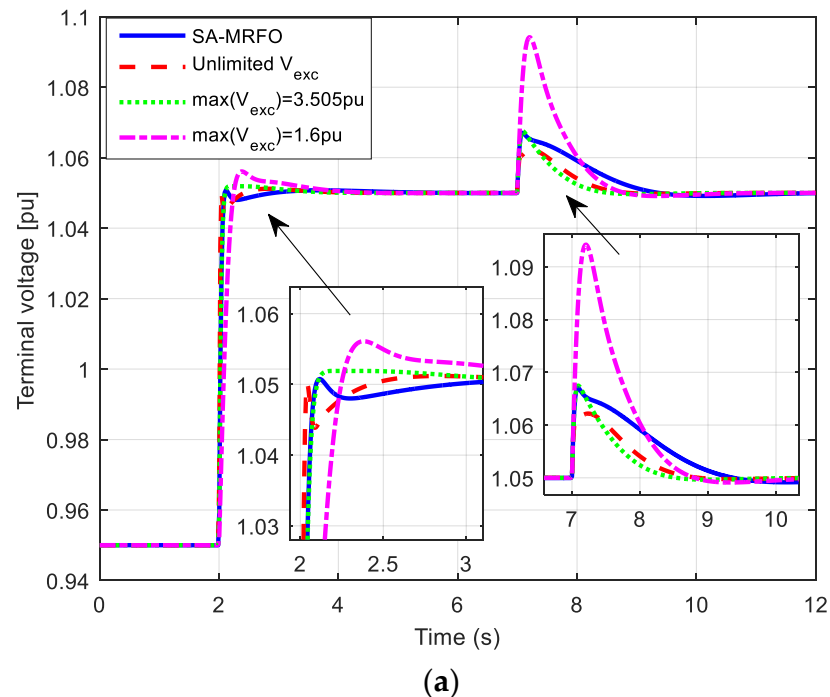 1.1
1.08
1.06
1.04
1.02
1
0.98
0.96
0.94
Terminal voltage [pu]
SA-MRFO
Unlimited V_exc
max(V_exc)=3.505pu
max(V_exc)=1.6pu
1.06
1.05
1.04
1.03
2 2.5 3
1.09
1.08
1.07
1.06
1.05
7 8 9 10
0 2 4 6 8 10 12
Time (s)
(a)